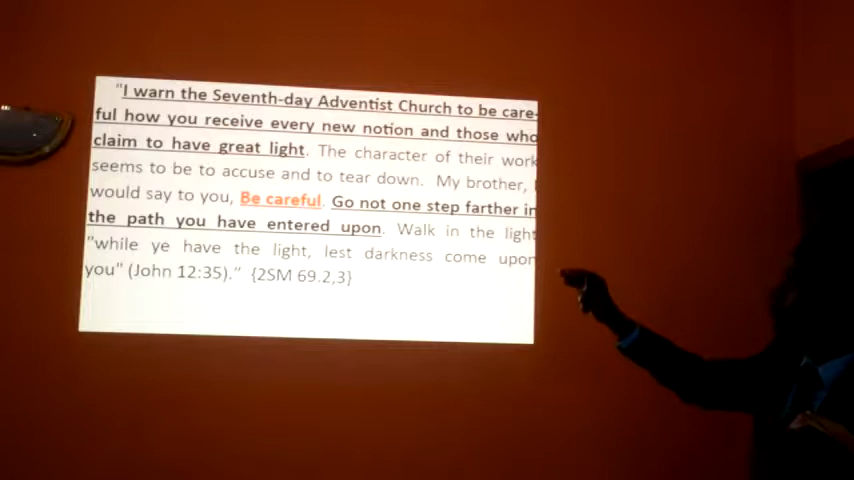 "I warn the Seventh-day Adventist Church to be care-
ful how you receive every new notion and those who
claim to have great light. The character of their work
seems to be to accuse and to tear down. My brother, I
would say to you, Be careful. Go not one step farther in
the path you have entered upon. Walk in the light
"while ye have the light, lest darkness come upon
you" (John 12:35)." {2SM 69.2,3}